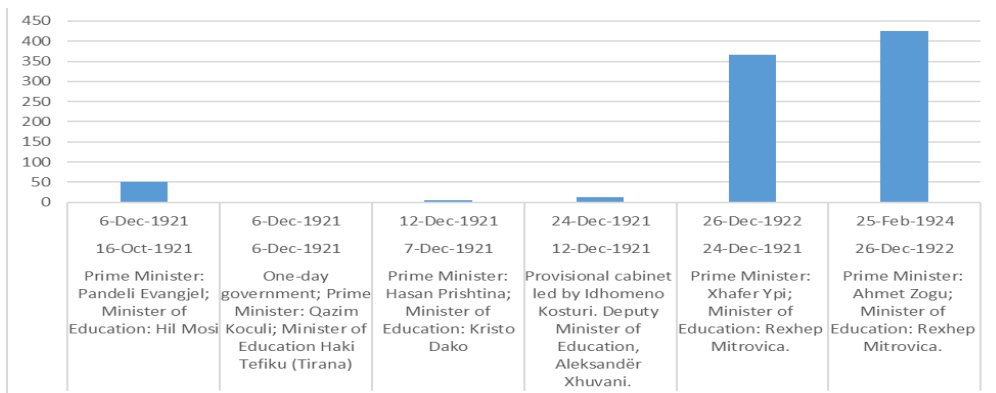 450
400
350
300
250
200
150
100
50
0
6-Dec-1921
6-Dec-1921
12-Dec-1921
24-Dec-1921
26-Dec-1922
25-Feb-1924
16-Oct-1921
6-Dec-1921
7-Dec-1921
12-Dec-1921
24-Dec-1921
26-Dec-1922
Prime Minister:
Pandeli Evangjel;
Minister of
Education: Hil Mosi
One-day
government; Prime
Minister: Qazim
Koculi; Minister of
Education Haki
Tefiku (Tirana)
Prime Minister:
Hasan Prishtina;
Minister of
Education: Kristo
Dako
Provisional cabinet
led by Idhomeno
Kosturi. Deputy
Minister of
Education,
Aleksandër
Xhuvani.
Prime Minister:
Xhafer Ypi;
Minister of
Education: Rexhep
Mitrovica.
Prime Minister:
Ahmet Zogu;
Minister of
Education: Rexhep
Mitrovica.